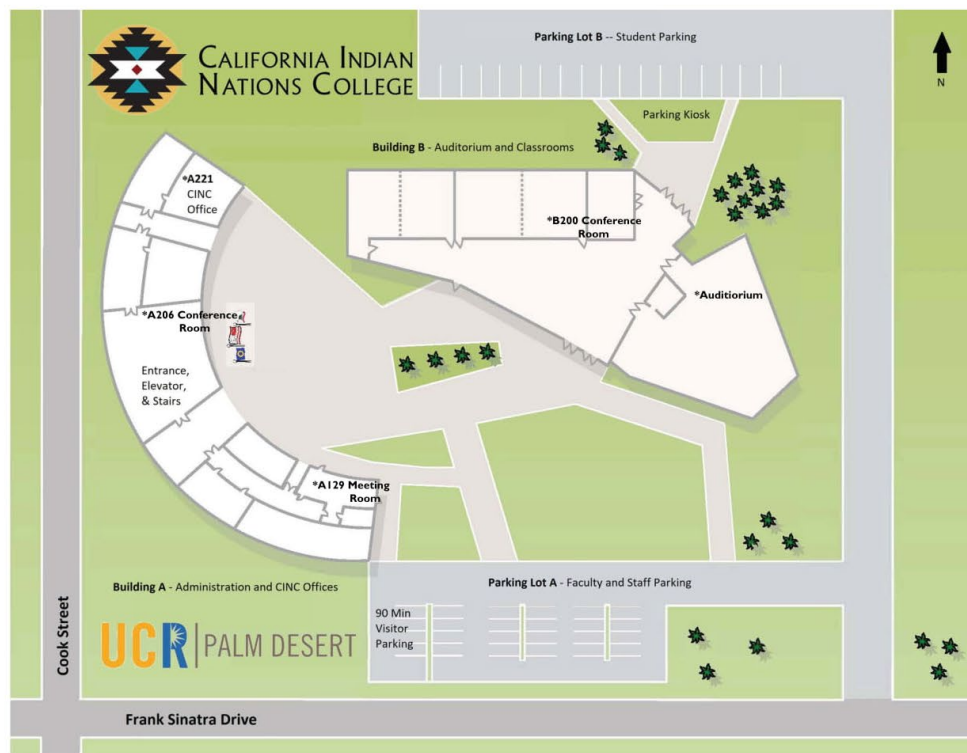 Parking Lot B -- Student Parking
N
CALIFORNIA INDIAN
NATIONS COLLEGE
Parking Kiosk
Building B - Auditorium and Classrooms
*A221
CINC
Office
*B200 Conference
Room
*Auditiorium
*A206 Conference
Room
Entrance,
Elevator,
& Stairs
*A129 Meeting
Room
Building A - Administration and CINC Offices
Parking Lot A - Faculty and Staff Parking
90 Min
Visitor
Parking
UCR | PALM DESERT
Cook Street
Frank Sinatra Drive